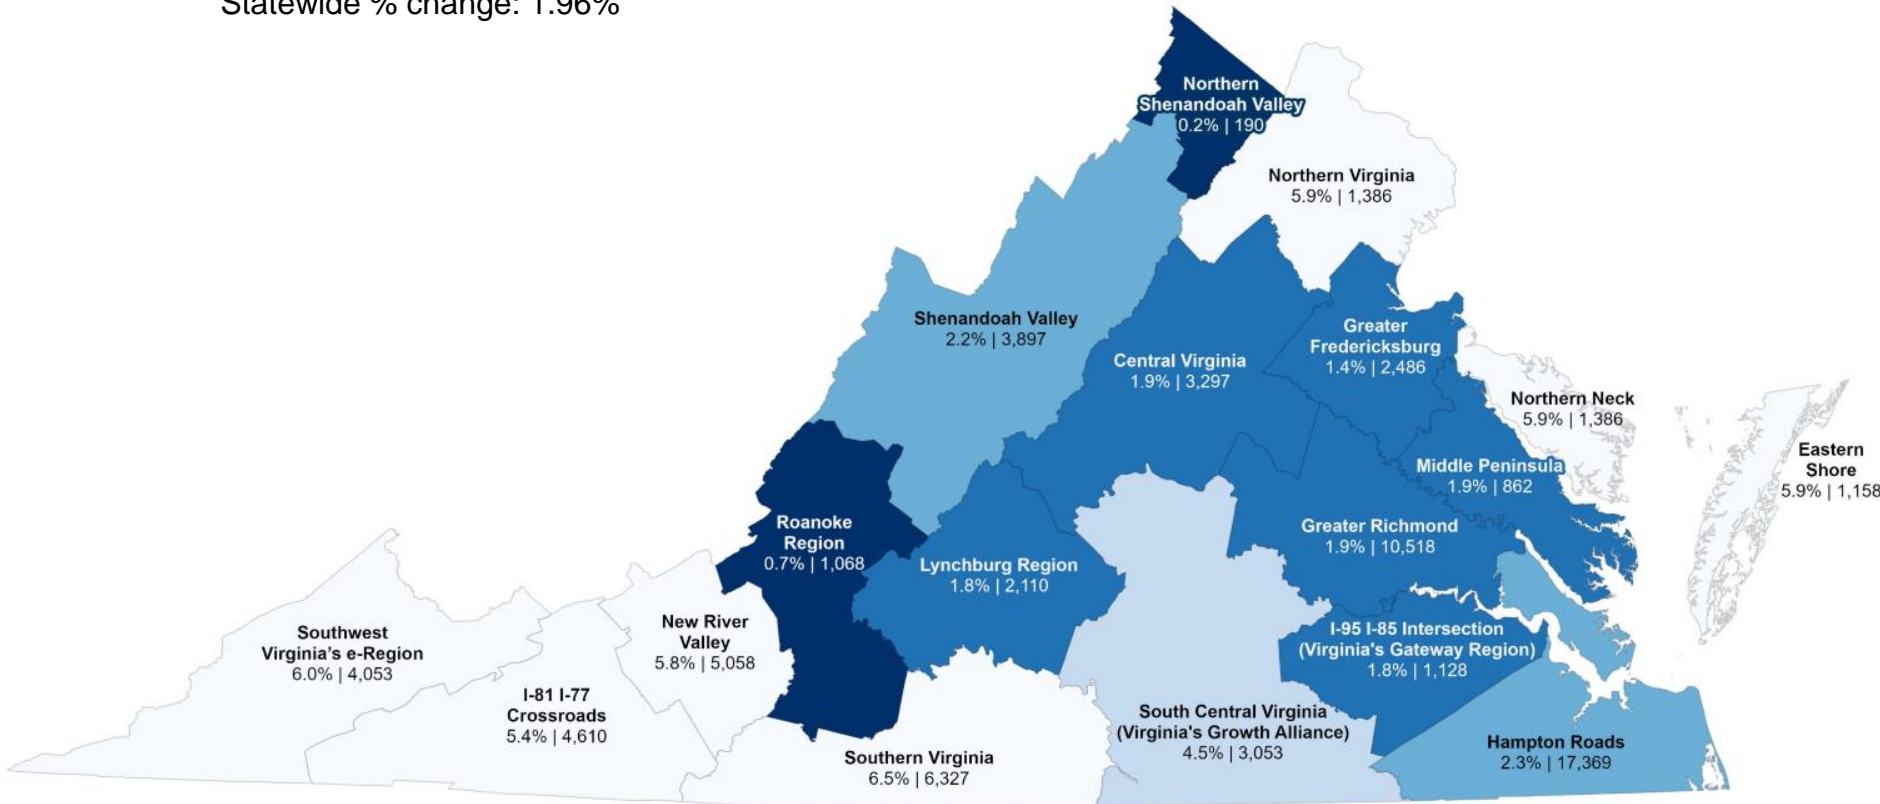 Statewide % change: 1.96%
Northern
Shenandoah Valley
0.2% | 190
Northern Virginia
5.9% | 1,386
Shenandoah Valley
2.2% | 3,897
Central Virginia
1.9% | 3,297
Greater
Fredericksburg
1.4% | 2,486
Northern Neck
5.9% | 1,386
Eastern
Shore
5.9% | 1,158
Middle Peninsula
1.9% | 862
Roanoke
Region
0.7% | 1,068
Lynchburg Region
1.8% | 2,110
Greater Richmond
1.9% | 10,518
Southwest
Virginia's e-Region
6.0% | 4,053
I-81 I-77
Crossroads
5.4% | 4,610
New River
Valley
5.8% | 5,058
Southern Virginia
6.5% | 6,327
South Central Virginia
(Virginia's Growth Alliance)
4.5% | 3,053
I-95 I-85 Intersection
(Virginia's Gateway Region)
1.8% | 1,128
Hampton Roads
2.3% | 17,369